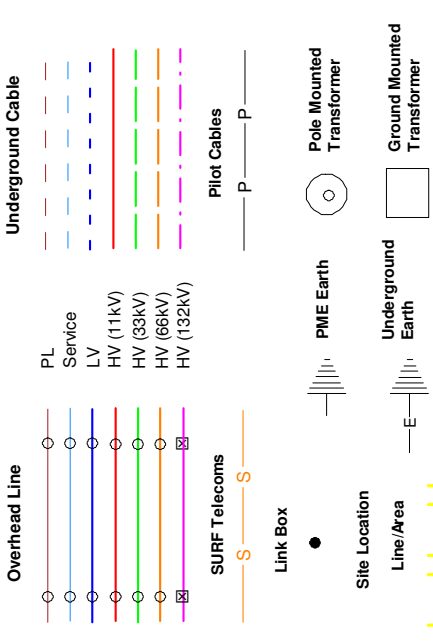 Overhead Line
Underground Cable
PL
Service
LV
HV (11kV)
HV (33kV)
HV (66kV)
HV (132kV)
SURF Telecoms
S S
Pilot Cables
P P
Link Box
PME Earth
Pole Mounted
Transformer
Site Location
Line/Area
E
Underground
Earth
Ground Mounted
Transformer